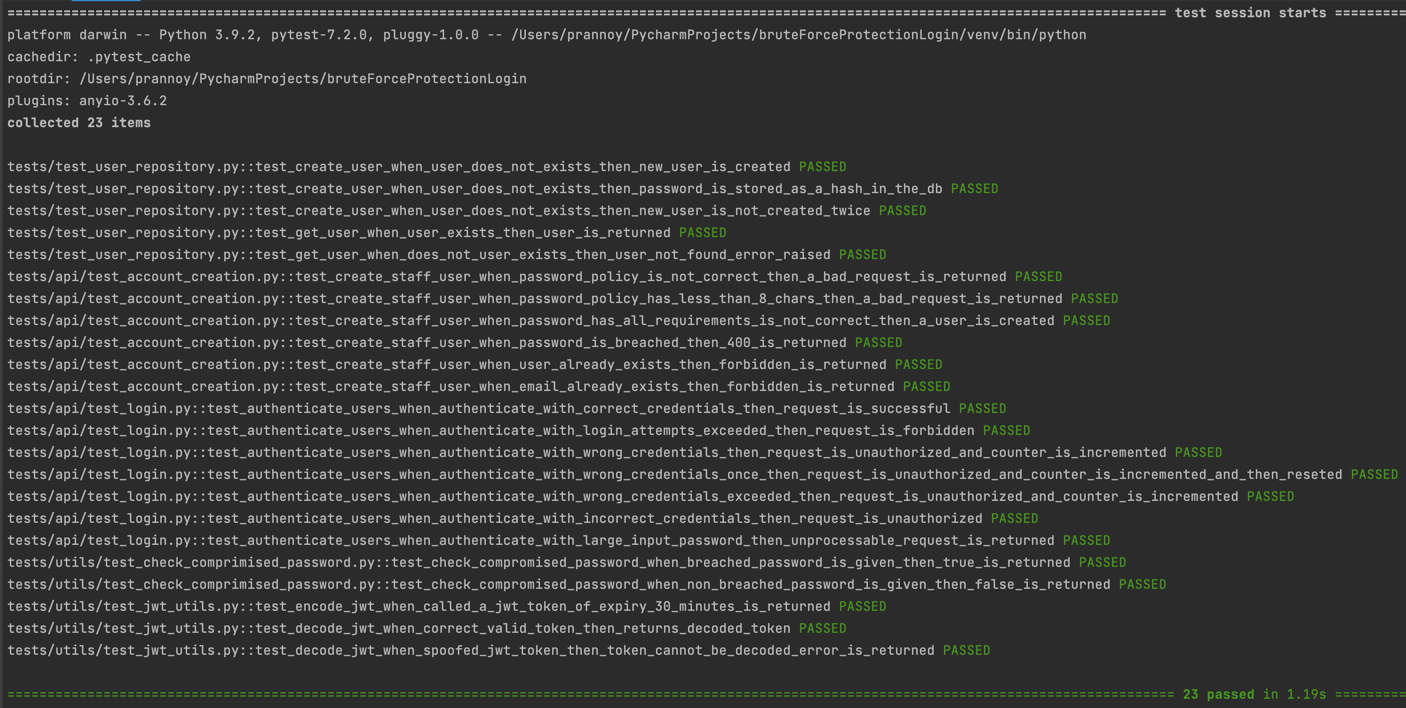 ============================================================================================================================================= test session starts =========
platform darwin -- Python 3.9.2, pytest-7.2.0, pluggy-1.0.0 -- /Users/prannoy/PycharmProjects/bruteForceProtectionLogin/venv/bin/python
cachedir: .pytest_cache
rootdir: /Users/prannoy/PycharmProjects/bruteForceProtectionLogin
plugins: anyio-3.6.2
collected 23 items
tests/test_user_repository.py::test_create_user_when_user_does_not_exists_then_new_user_is_created PASSED
tests/test_user_repository.py::test_create_user_when_user_does_not_exists_then_password_is_stored_as_a_hash_in_the_db PASSED
tests/test_user_repository.py::test_create_user_when_user_does_not_exists_then_new_user_is_not_created_twice PASSED
tests/test_user_repository.py::test_get_user_when_user_exists_then_user_is_returned PASSED
tests/test_user_repository.py::test_get_user_when_does_not_user_exists_then_user_not_found_error_raised PASSED
tests/api/test_account_creation.py::test_create_staff_user_when_password_policy_is_not_correct_then_a_bad_request_is_returned PASSED
tests/api/test_account_creation.py::test_create_staff_user_when_password_policy_has_less_than_8_chars_then_a_bad_request_is_returned PASSED
tests/api/test_account_creation.py::test_create_staff_user_when_password_has_all_requirements_is_not_correct_then_a_user_is_created PASSED
tests/api/test_account_creation.py::test_create_staff_user_when_password_is_breached_then_400_is_returned PASSED
tests/api/test_account_creation.py::test_create_staff_user_when_user_already_exists_then_forbidden_is_returned PASSED
tests/api/test_account_creation.py::test_create_staff_user_when_email_already_exists_then_forbidden_is_returned PASSED
tests/api/test_login.py::test_authenticate_users_when_authenticate_with_correct_credentials_then_request_is_successful PASSED
tests/api/test_login.py::test_authenticate_users_when_authenticate_with_login_attempts_exceeded_then_request_is_forbidden PASSED
tests/api/test_login.py::test_authenticate_users_when_authenticate_with_wrong_credentials_then_request_is_unauthorized_and_counter_is_incremented PASSED
tests/api/test_login.py::test_authenticate_users_when_authenticate_with_wrong_credentials_once_then_request_is_unauthorized_and_counter_is_incremented_and_then_reseted PASSED
tests/api/test_login.py::test_authenticate_users_when_authenticate_with_wrong_credentials_exceeded_then_request_is_unauthorized_and_counter_is_incremented PASSED
tests/api/test_login.py::test_authenticate_users_when_authenticate_with_incorrect_credentials_then_request_is_unauthorized PASSED
tests/api/test_login.py::test_authenticate_users_when_authenticate_with_large_input_password_then_unprocessable_request_is_returned PASSED
tests/utils/test_check_comprimised_password.py::test_check_compromised_password_when_breached_password_is_given_then_true_is_returned PASSED
tests/utils/test_check_comprimised_password.py::test_check_compromised_password_when_non_breached_password_is_given_then_false_is_returned PASSED
tests/utils/test_jwt_utils.py::test_encode_jwt_when_called_a_jwt_token_of_expiry_30_minutes_is_returned PASSED
tests/utils/test_jwt_utils.py::test_decode_jwt_when_correct_valid_token_then_returns_decoded_token PASSED
tests/utils/test_jwt_utils.py::test_decode_jwt_when_spoofed_jwt_token_then_token_cannot_be_decoded_error_is_returned PASSED
============================================================================================================================================== 23 passed in 1.19s =========